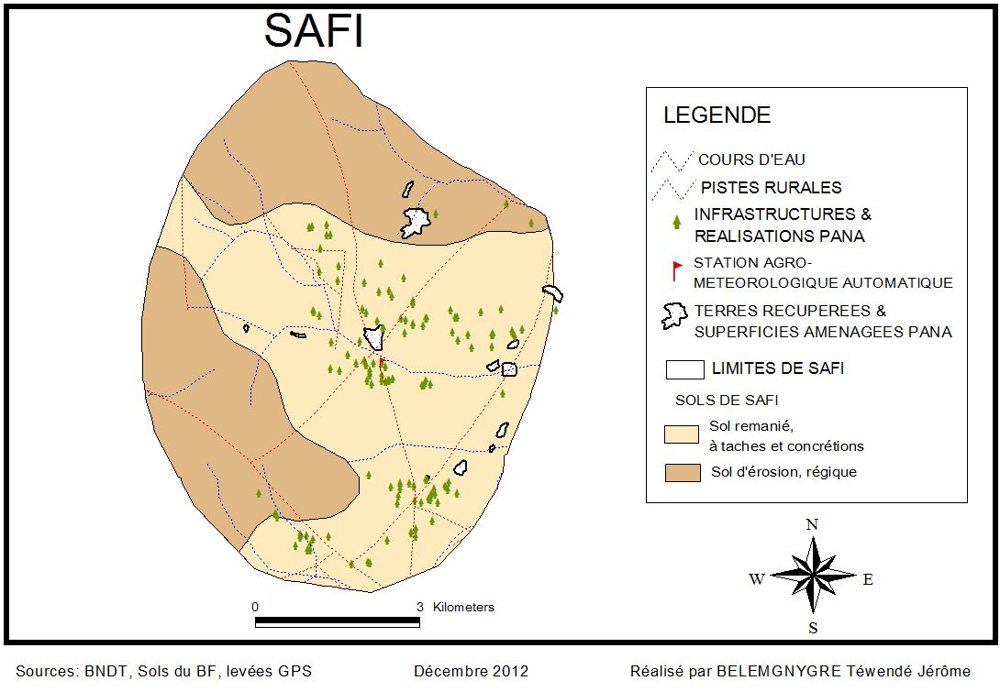 SAFI
LEGENDE
COURS D'EAU
PISTES RURALES
INFRASTRUCTURES &
REALISATIONS PANA
STATION AGRO-
METEOROLOGIQUE AUTOMATIQUE
TERRES RECUPEREES &
SUPERFICIES AMENAGEES PANA
LIMITES DE SAFI
SOLS DE SAFI
Sol remanié,
à taches et concrétions
Sol d'érosion, régique
N
W E
S
0 3 Kilometers
Sources: BNDT, Sols du BF, levées GPS Décembre 2012 Réalisé par BELEMGNYGRE Téwendé Jérôme